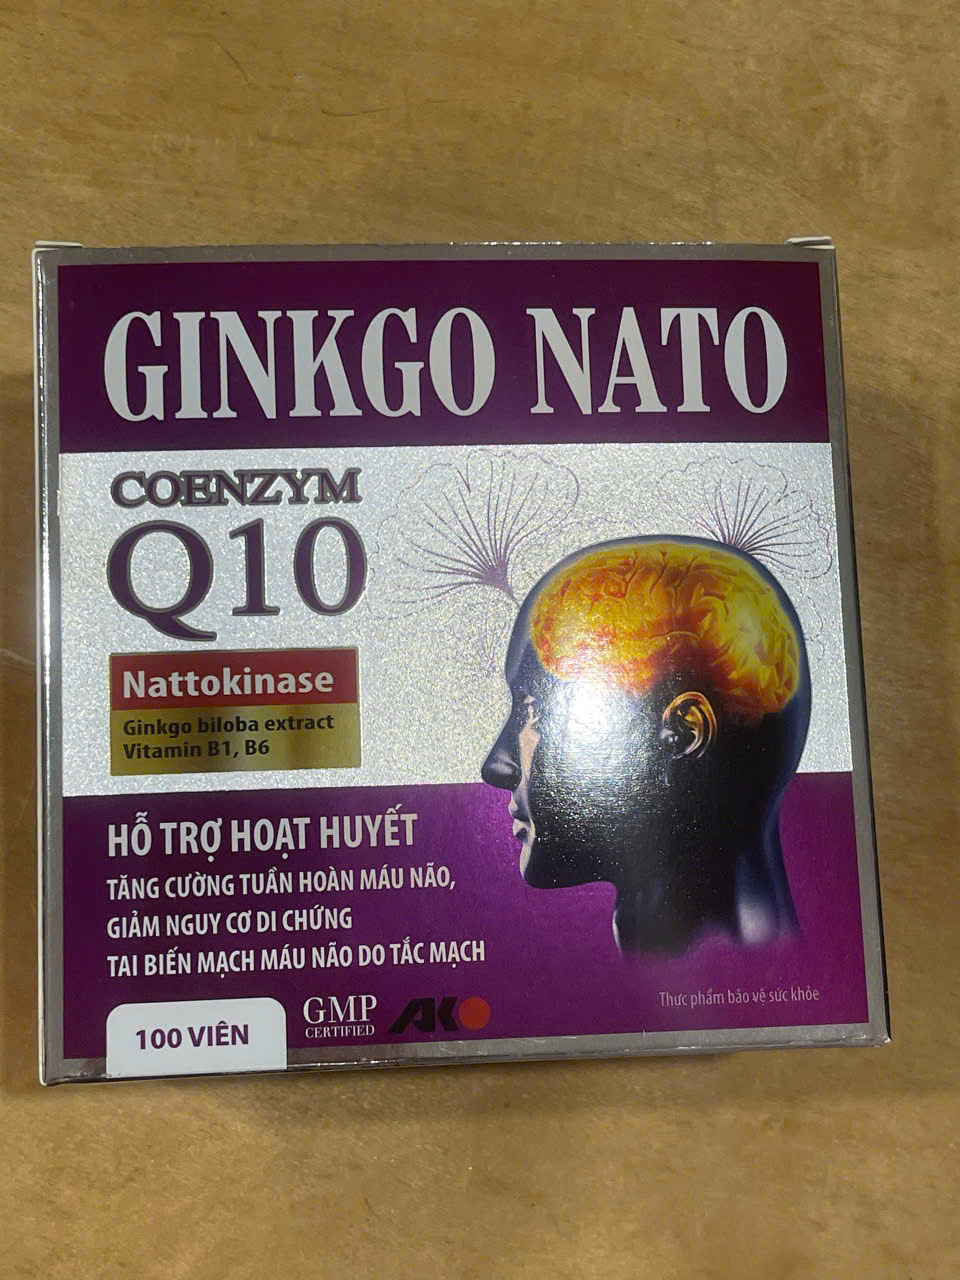 GINKGO NATO
COENZYM
Q10
Nattokinase
Ginkgo biloba extract
Vitamin B1, B6
HỖ TRỢ HOẠT HUYẾT
TĂNG CƯỜNG TUẦN HOÀN MÁU NÃO,
GIẢM NGUY CƠ DI CHỨNG
TAI BIẾN MẠCH MÁU NÃO DO TẮC MẠCH
100 VIÊN
GMP
CERTIFIED
AKO
Thực phẩm bảo vệ sức khỏe